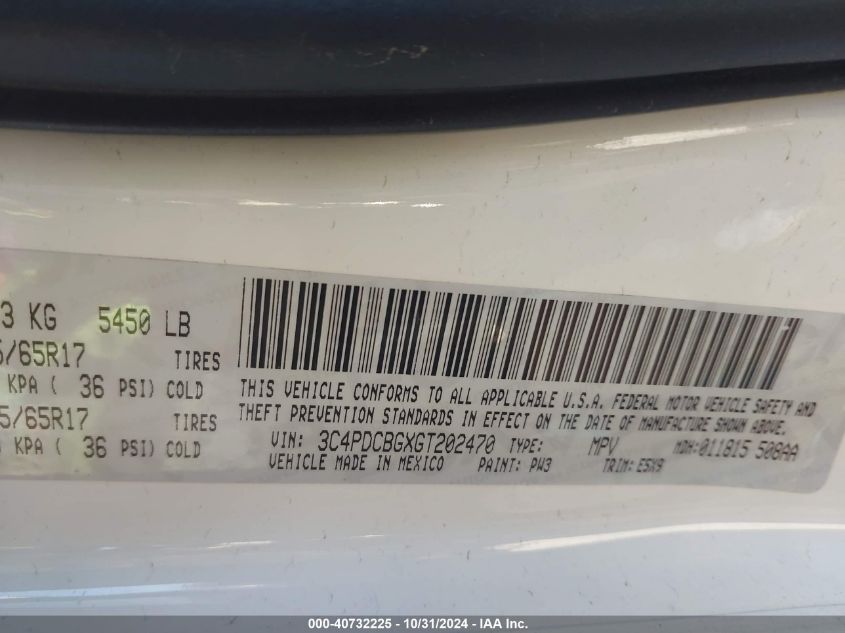 3 KG 5450 LB
5/65R17 TIRES
KPA ( 36 PSI) COLD
5/65R17 TIRES
KPA ( 36 PSI) COLD
THIS VEHICLE CONFORMS TO ALL APPLICABLE U.S.A. FEDERAL MOTOR VEHICLE SAFETY AND
THEFT PREVENTION STANDARDS IN EFFECT ON THE DATE OF MANUFACTURE SHOWN ABOVE.
VIN: 3C4PDCBGXGT202470 TYPE: MPV MDH:011815 508AA
VEHICLE MADE IN MEXICO PAINT: PW3 TRIM: E5X9
000-40732225 - 10/31/2024 - IAA Inc.